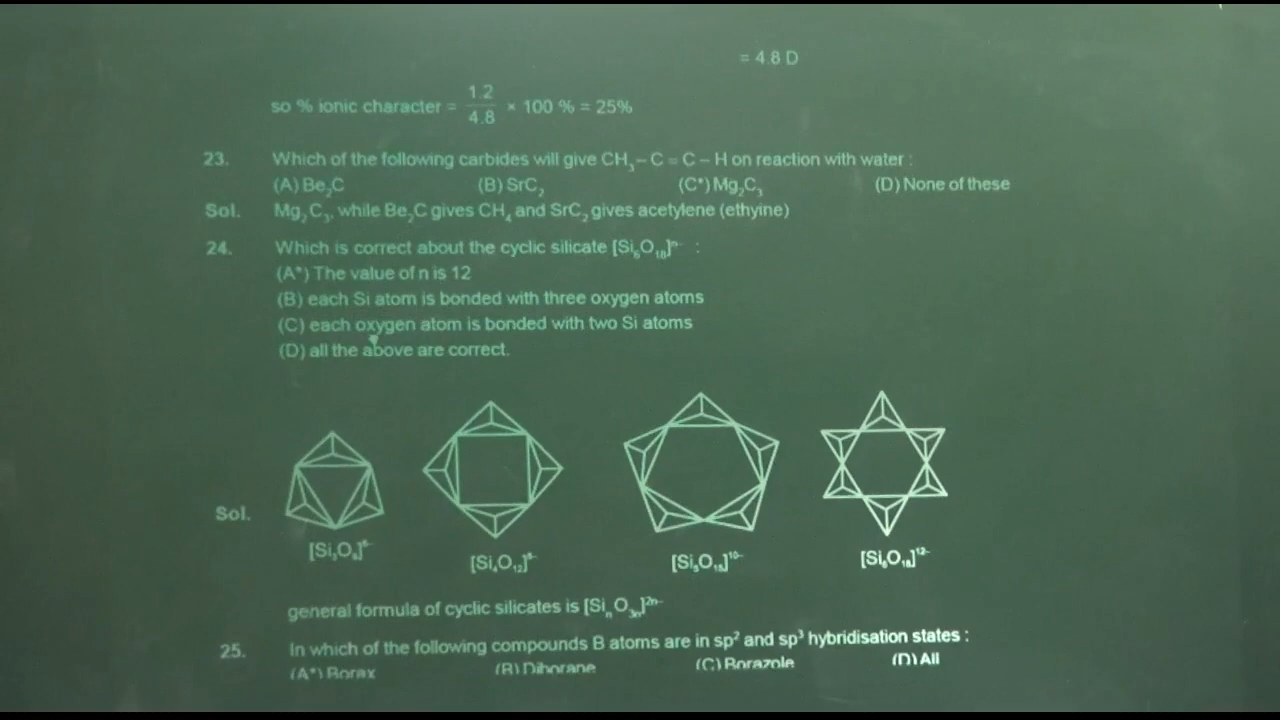 = 4.8 D
so % ionic character = 1.2/4.8 × 100 % = 25%
23. Which of the following carbides will give CH₃ – C = C – H on reaction with water :
(A) Be₂C (B) SrC₂ (C*) Mg₂C₃ (D) None of these
Sol. Mg₂C₃, while Be₂C gives CH₄ and SrC₂ gives acetylene (ethyine)
24. Which is correct about the cyclic silicate [Si₆O₁₈]ⁿ⁻ :
(A*) The value of n is 12
(B) each Si atom is bonded with three oxygen atoms
(C) each oxygen atom is bonded with two Si atoms
(D) all the above are correct.
Sol.
[Si₃O₉]⁶⁻ [Si₄O₁₂]⁸⁻ [Si₅O₁₅]¹⁰⁻ [Si₆O₁₈]¹²⁻
general formula of cyclic silicates is [SiₙO₃ₙ]²ⁿ⁻
25. In which of the following compounds B atoms are in sp² and sp³ hybridisation states :
(A*) Borax (B) Diborane (C) Borazole (D) All